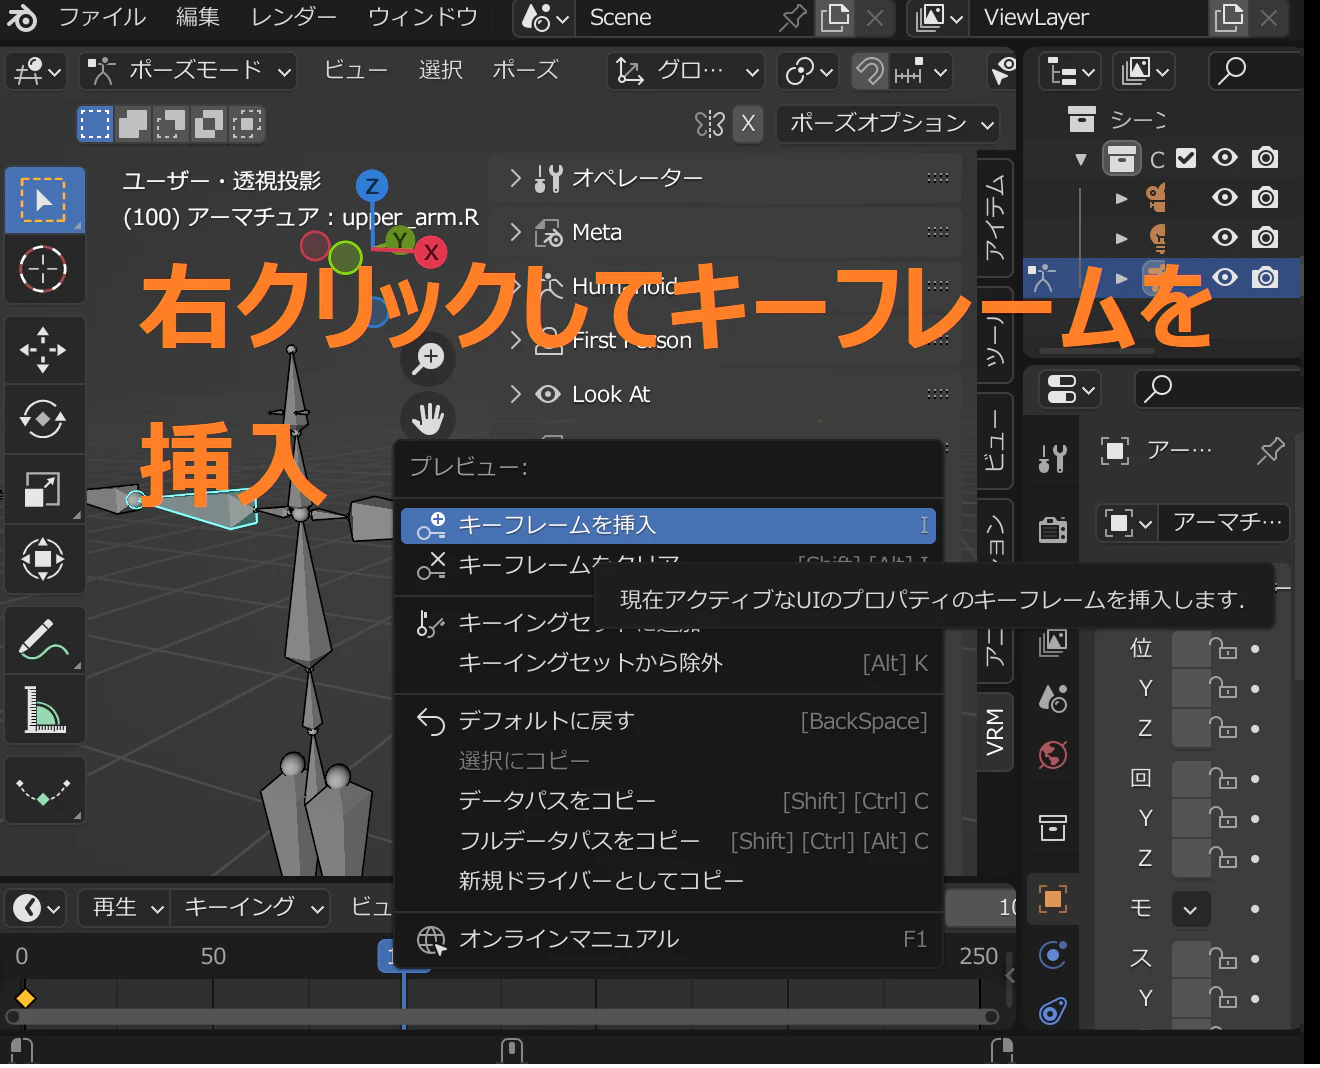 ファイル 編集 レンダー ウィンドウ Scene ViewLayer
ポーズモード ビュー 選択 ポーズ グロ…
X ポーズオプション
シーン
C
ユーザー・透視投影
(100) アーマチュア : upper_arm.R
Z
Y
X
オペレーター
Meta
Humanoid
First Person
Look At
アイテム
ツール
ビュー
VRM
右クリックしてキーフレームを
挿入
プレビュー:
キーフレームを挿入 I
キーフレームをクリア [Shift] [Alt] I
現在アクティブなUIのプロパティのキーフレームを挿入します.
キーイングセットに追加
キーイングセットから除外 [Alt] K
デフォルトに戻す [BackSpace]
選択にコピー
データパスをコピー [Shift] [Ctrl] C
フルデータパスをコピー [Shift] [Ctrl] [Alt] C
新規ドライバーとしてコピー
オンラインマニュアル F1
アー…
アーマチ…
位
Y
Z
回
Y
Z
モ
ス
Y
再生 キーイング ビュ
0 50 250